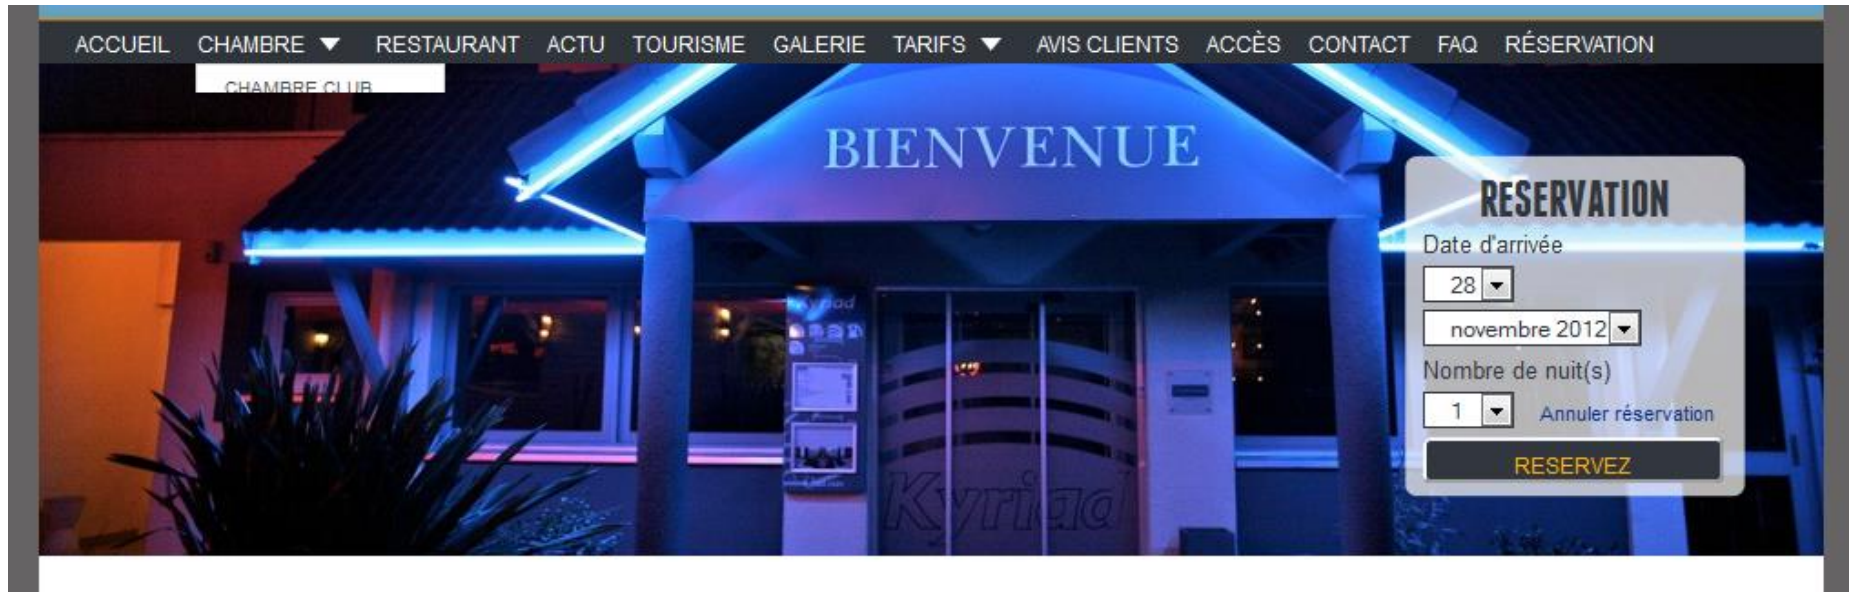 ACCUEIL CHAMBRE RESTAURANT ACTU TOURISME GALERIE TARIFS AVIS CLIENTS ACCÈS CONTACT FAQ RÉSERVATION
CHAMBRE CLUB
BIENVENUE
RESERVATION
Date d'arrivée
28
novembre 2012
Nombre de nuit(s)
1 Annuler réservation
RESERVEZ
Kyriad
Kyriad